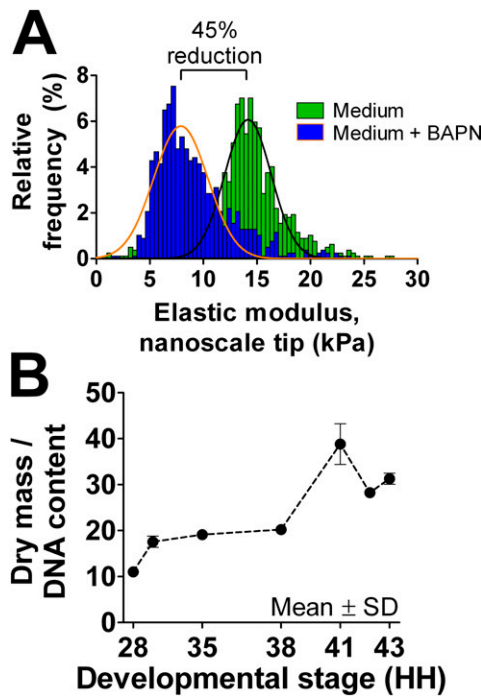 A
45%
reduction
Relative
frequency (%)
8
6
4
2
0
Medium
Medium + BAPN
0 5 10 15 20 25 30
Elastic modulus,
nanoscale tip (kPa)
B
Dry mass /
DNA content
50
40
30
20
10
0
Mean ± SD
28 35 38 41 43
Developmental stage (HH)